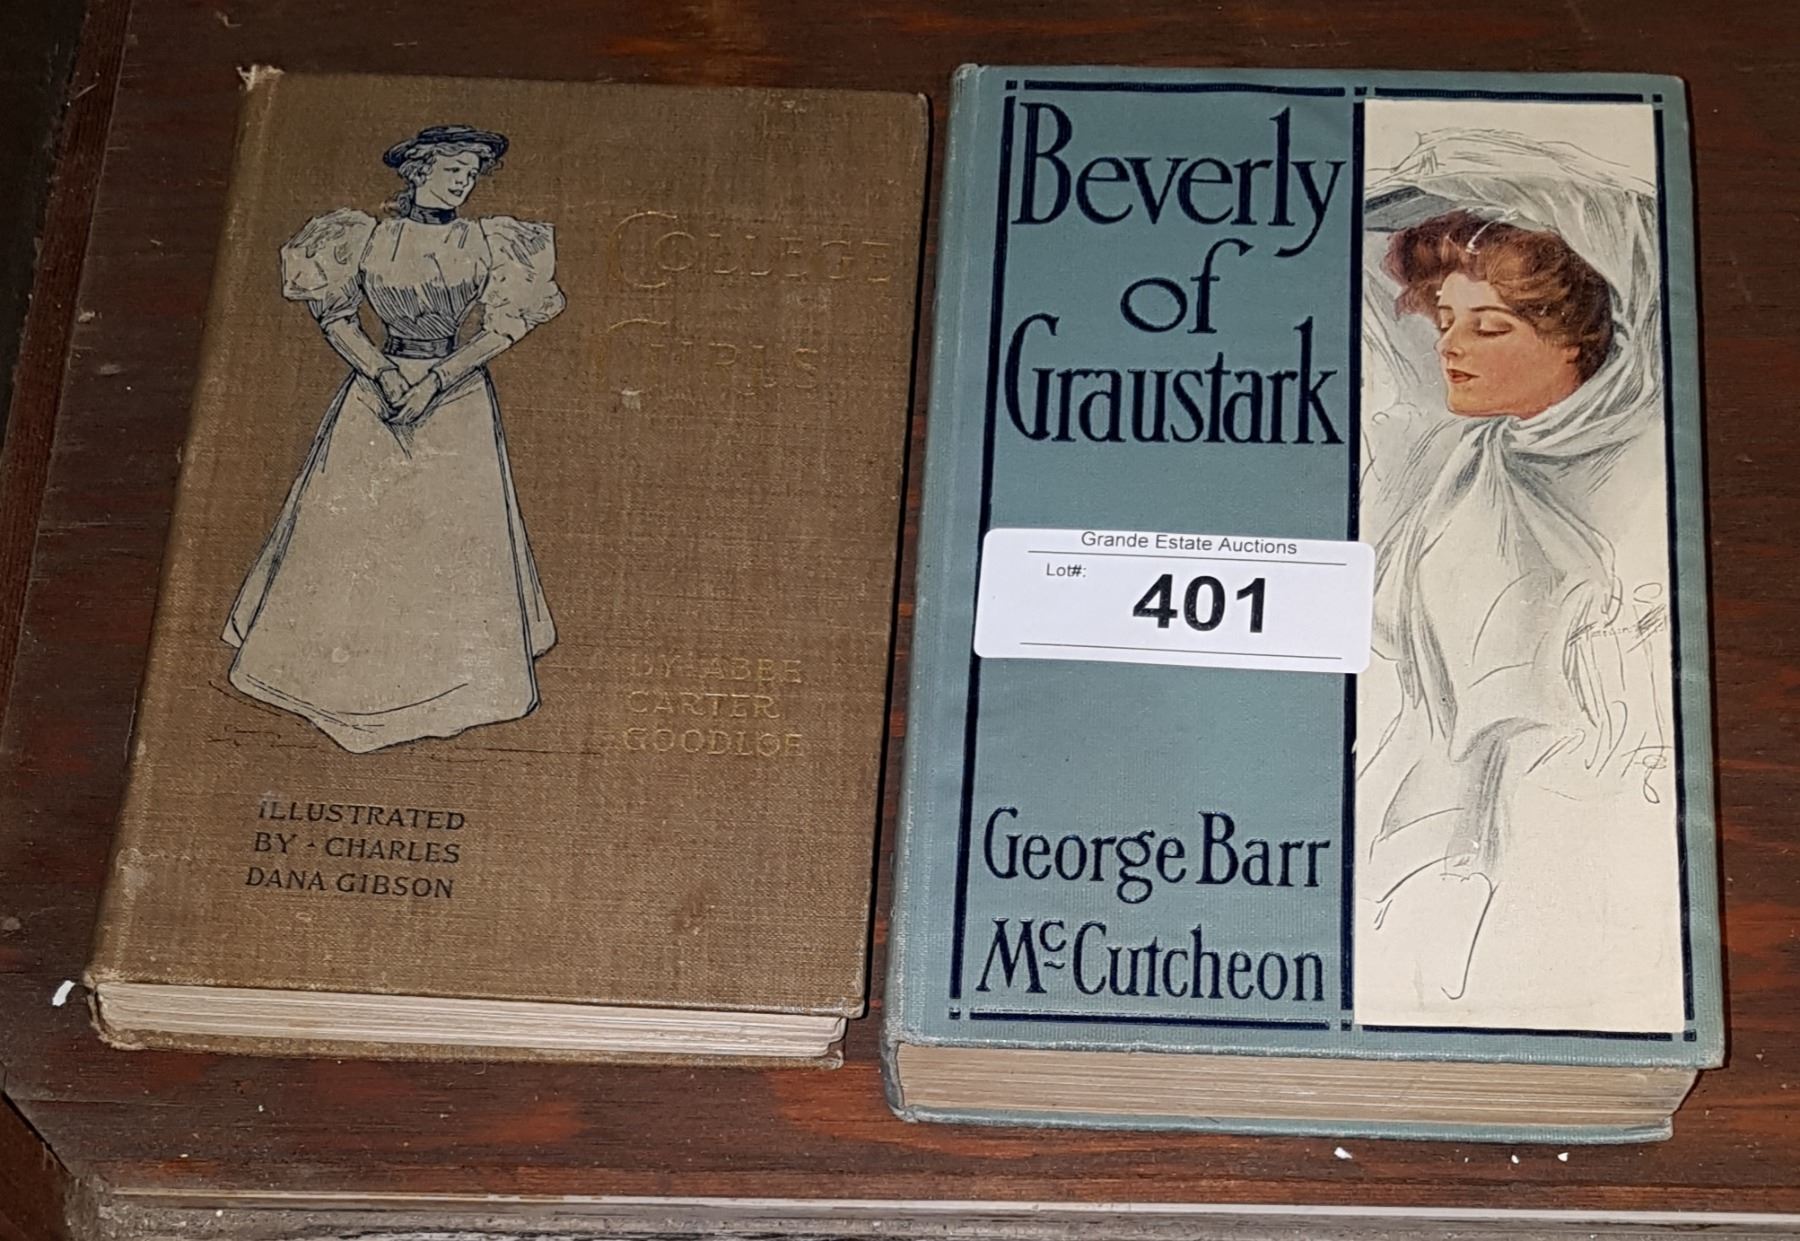 COLLEGE
GIRLS
BY ABBE
CARTER
GOODLOE
ILLUSTRATED
BY - CHARLES
DANA GIBSON
Beverly
of
Graustark
Grande Estate Auctions
Lot#: 401
George Barr
McCutcheon